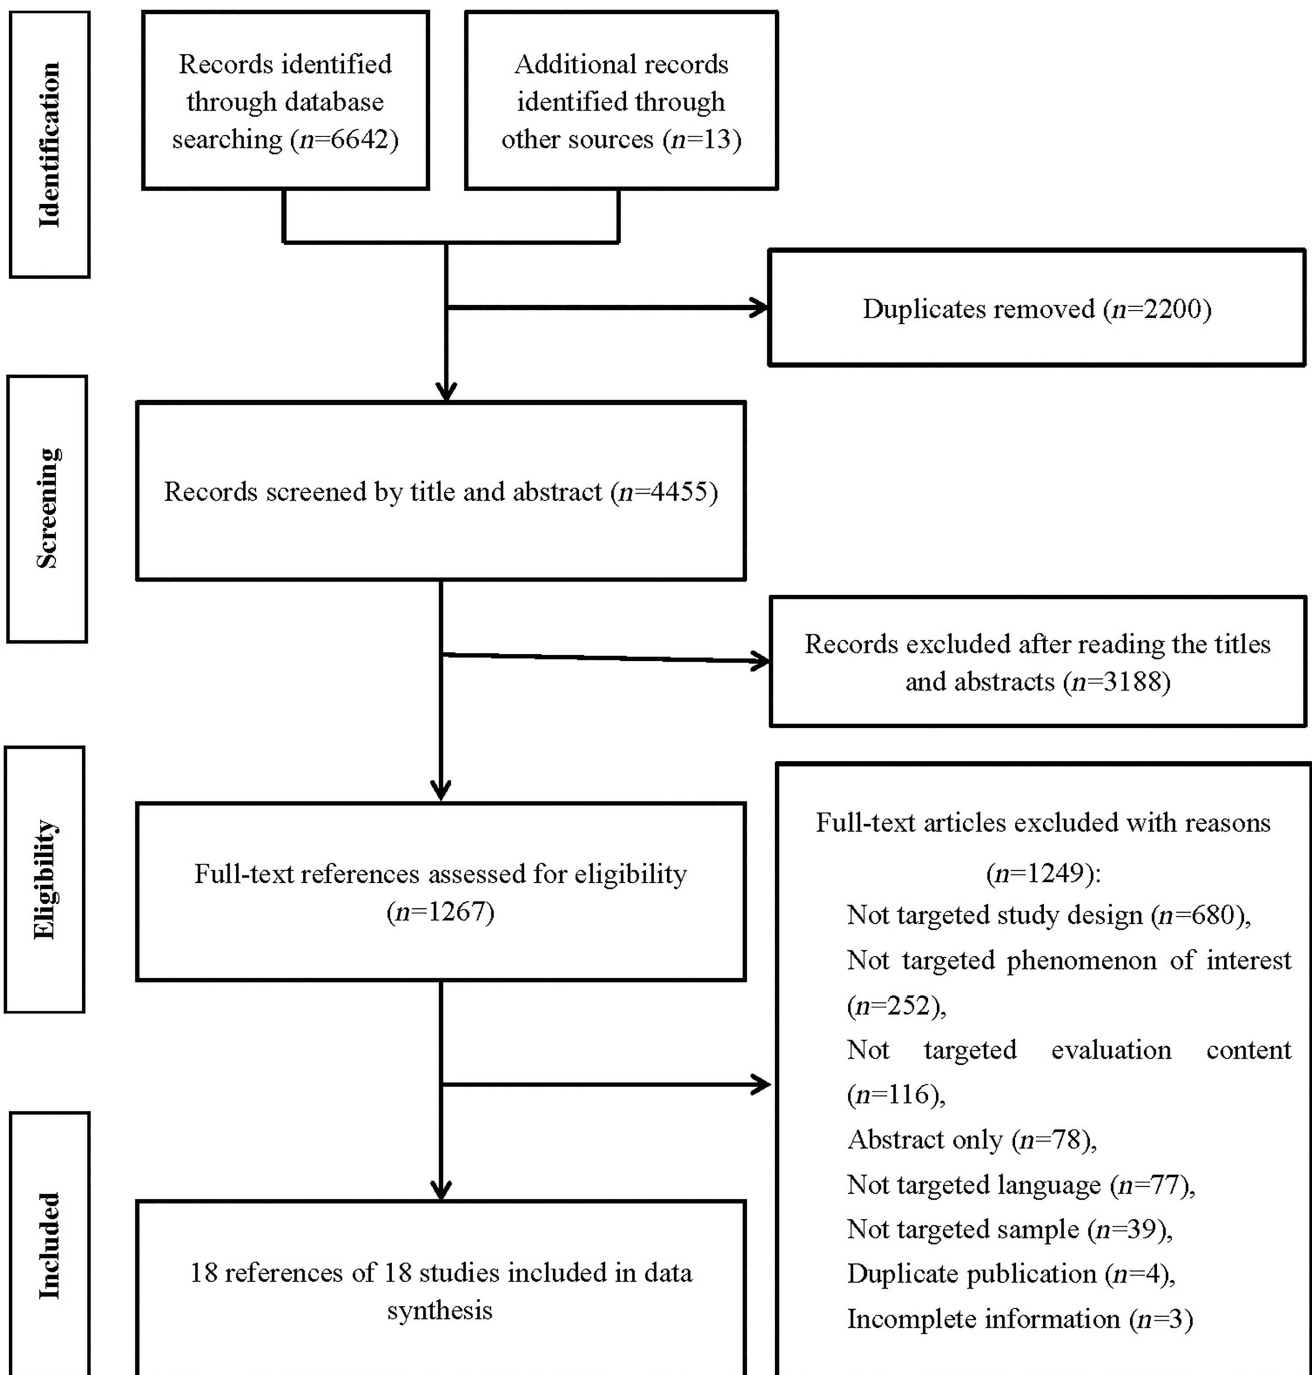 Identification
Records identified
through database
searching (n=6642)
Additional records
identified through
other sources (n=13)
Duplicates removed (n=2200)
Screening
Records screened by title and abstract (n=4455)
Records excluded after reading the titles
and abstracts (n=3188)
Eligibility
Full-text references assessed for eligibility
(n=1267)
Full-text articles excluded with reasons
(n=1249):
Not targeted study design (n=680),
Not targeted phenomenon of interest
(n=252),
Not targeted evaluation content
(n=116),
Abstract only (n=78),
Not targeted language (n=77),
Not targeted sample (n=39),
Duplicate publication (n=4),
Incomplete information (n=3)
Included
18 references of 18 studies included in data
synthesis